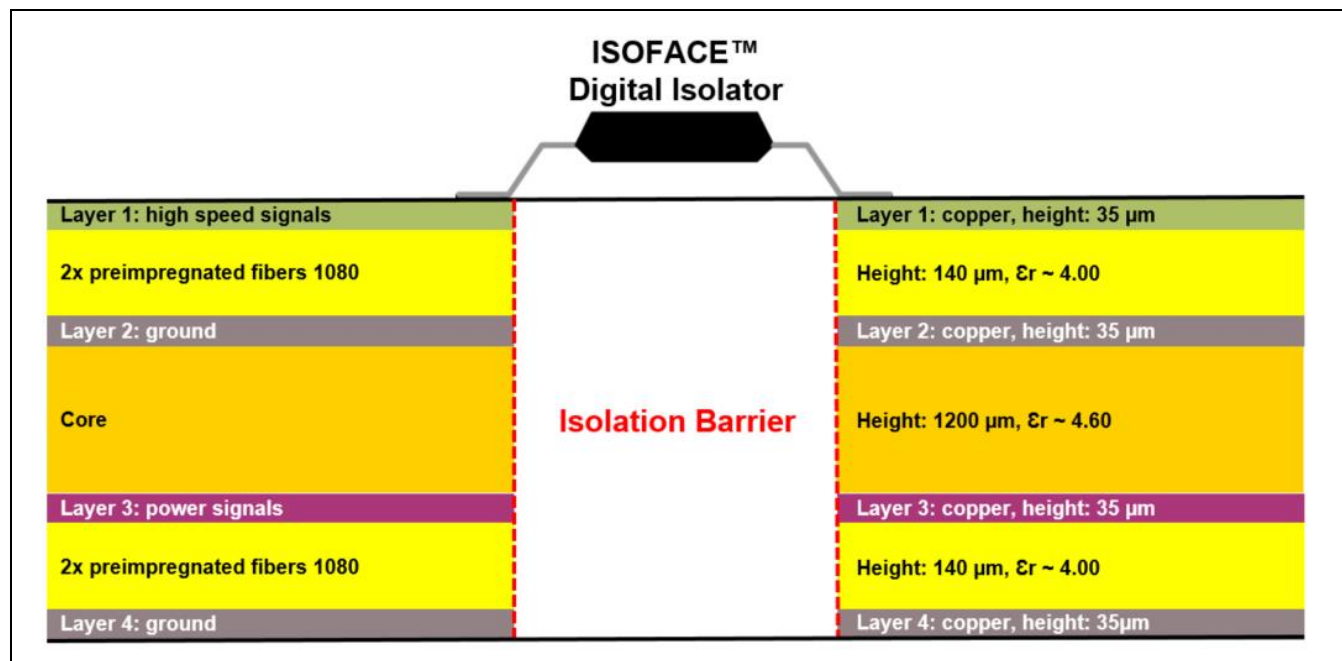 ISOFACE™
Digital Isolator
Layer 1: high speed signals
Layer 1: copper, height: 35 µm
2x preimpregnated fibers 1080
Height: 140 µm, Ɛr ~ 4.00
Layer 2: ground
Layer 2: copper, height: 35 µm
Core
Isolation Barrier
Height: 1200 µm, Ɛr ~ 4.60
Layer 3: power signals
Layer 3: copper, height: 35 µm
2x preimpregnated fibers 1080
Height: 140 µm, Ɛr ~ 4.00
Layer 4: ground
Layer 4: copper, height: 35µm